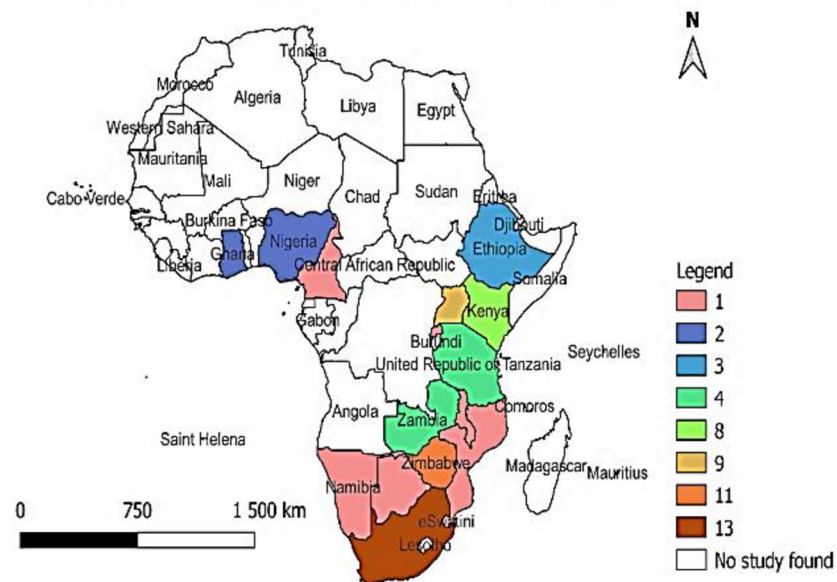 N
Tunisia
Morocco
Algeria
Libya
Egypt
Western Sahara
Mauritania
Mali
Niger
Chad
Sudan
Eritrea
Cabo Verde
Burkina Faso
Djibouti
Nigeria
Ghana
Ethiopia
Liberia
Central African Republic
Somalia
Gabon
Kenya
Burundi
Seychelles
United Republic of Tanzania
Angola
Zambia
Comoros
Saint Helena
Zimbabwe
Madagascar
Mauritius
Namibia
eSwatini
Lesotho
0 750 1 500 km
Legend
1
2
3
4
8
9
11
13
No study found